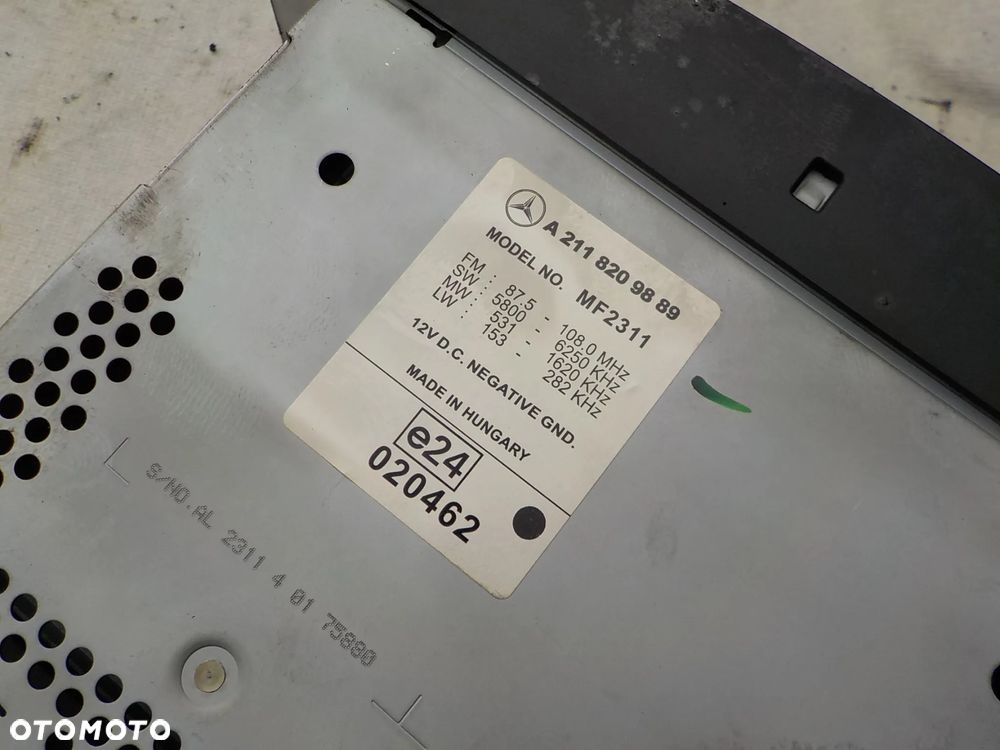 A 211 820 98 89
MODEL NO. MF2311
FM : 87.5 - 108.0 MHz
SW : 5800 - 6250 KHz
MW : 531 - 1620 KHz
LW : 153 - 282 KHz
12V D.C. NEGATIVE GND.
MADE IN HUNGARY
e24
020462
S/NO.AL 2311 4 01 75880
OTOMOTO